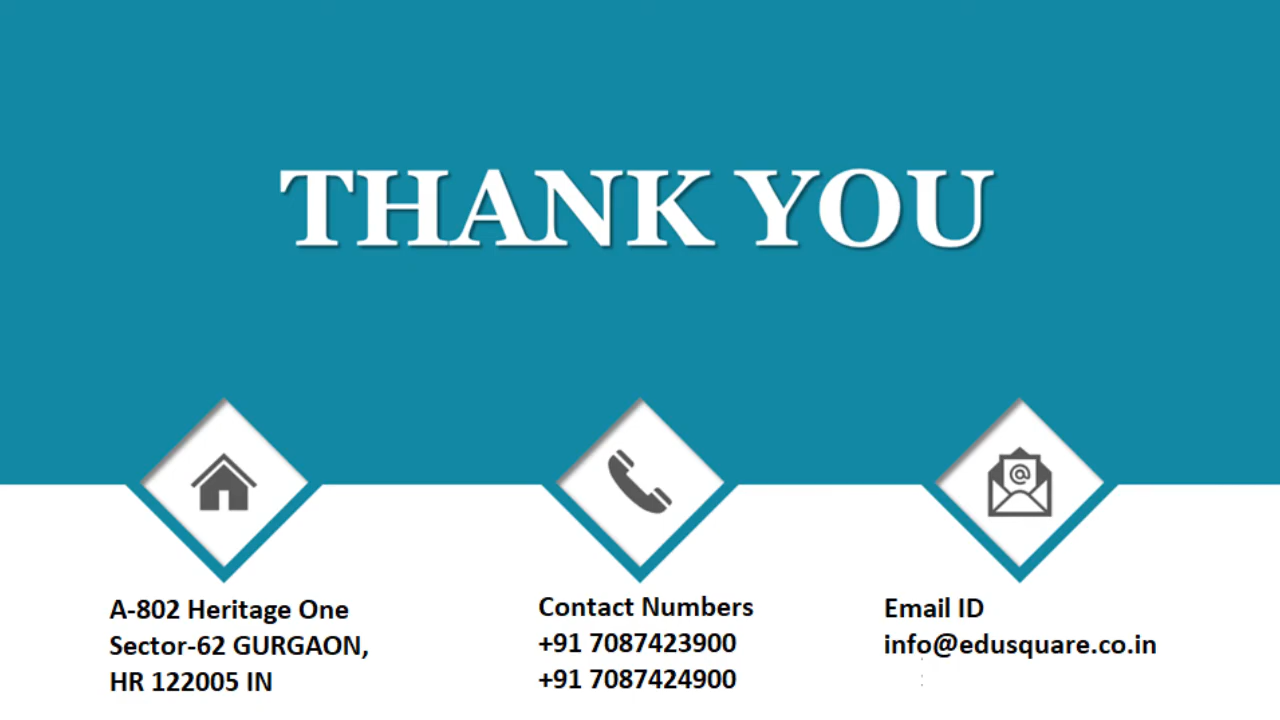 THANK YOU
A-802 Heritage One
Sector-62 GURGAON,
HR 122005 IN
Contact Numbers
+91 7087423900
+91 7087424900
Email ID
info@edusquare.co.in